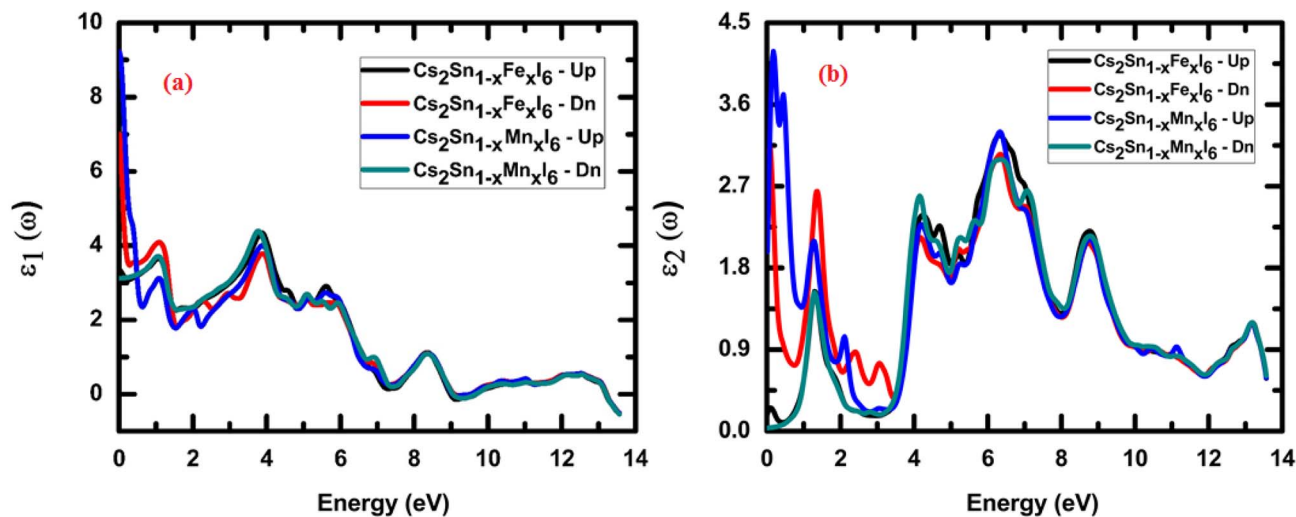 (a)
10
8
6
4
2
0
ε₁ (ω)
0 2 4 6 8 10 12 14
Energy (eV)
Cs₂Sn₁₋ₓFeₓI₆ - Up
Cs₂Sn₁₋ₓFeₓI₆ - Dn
Cs₂Sn₁₋ₓMnₓI₆ - Up
Cs₂Sn₁₋ₓMnₓI₆ - Dn
(b)
4.5
3.6
2.7
1.8
0.9
0.0
ε₂ (ω)
0 2 4 6 8 10 12 14
Energy (eV)
Cs₂Sn₁₋ₓFeₓI₆ - Up
Cs₂Sn₁₋ₓFeₓI₆ - Dn
Cs₂Sn₁₋ₓMnₓI₆ - Up
Cs₂Sn₁₋ₓMnₓI₆ - Dn